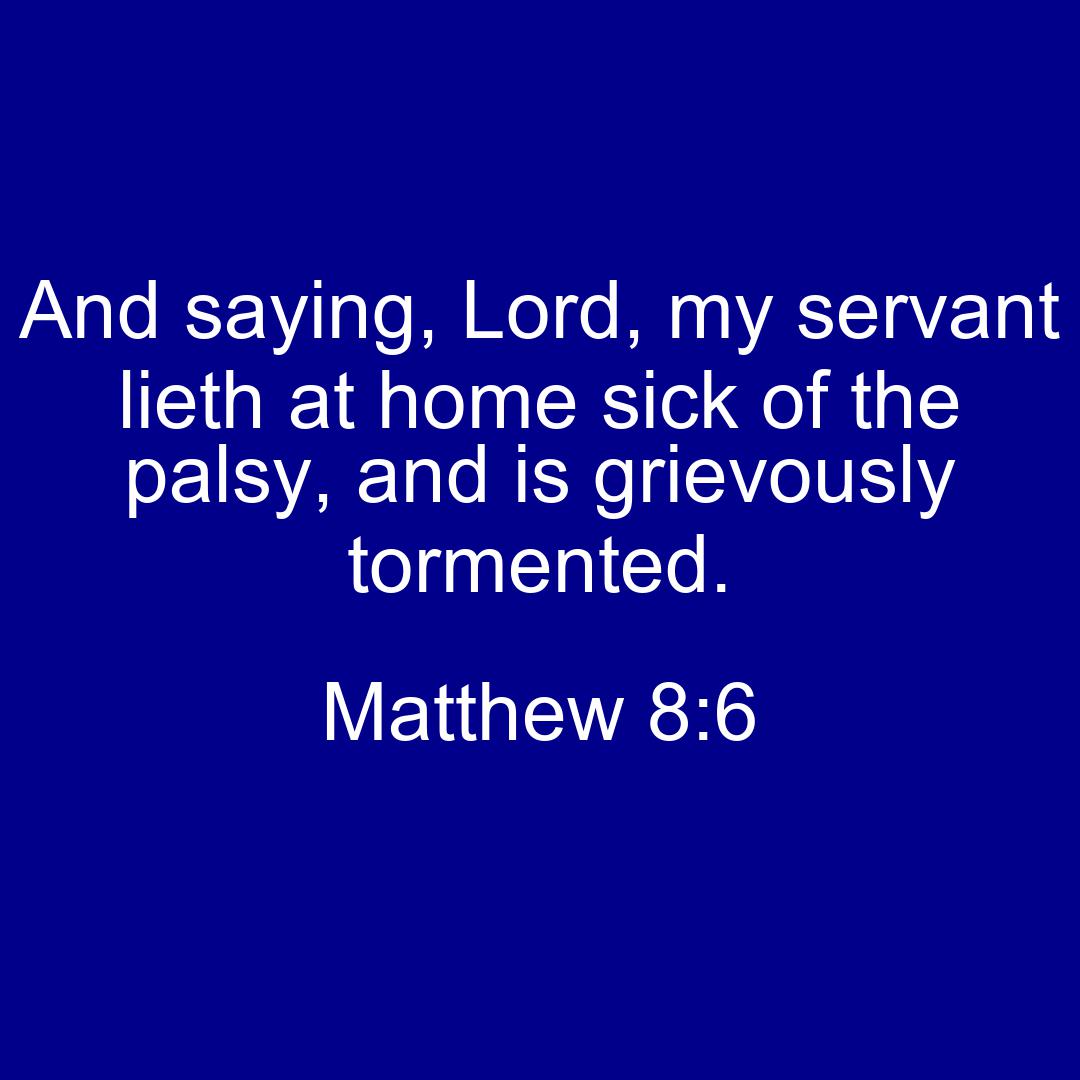 And saying, Lord, my servant
lieth at home sick of the
palsy, and is grievously
tormented.
Matthew 8:6